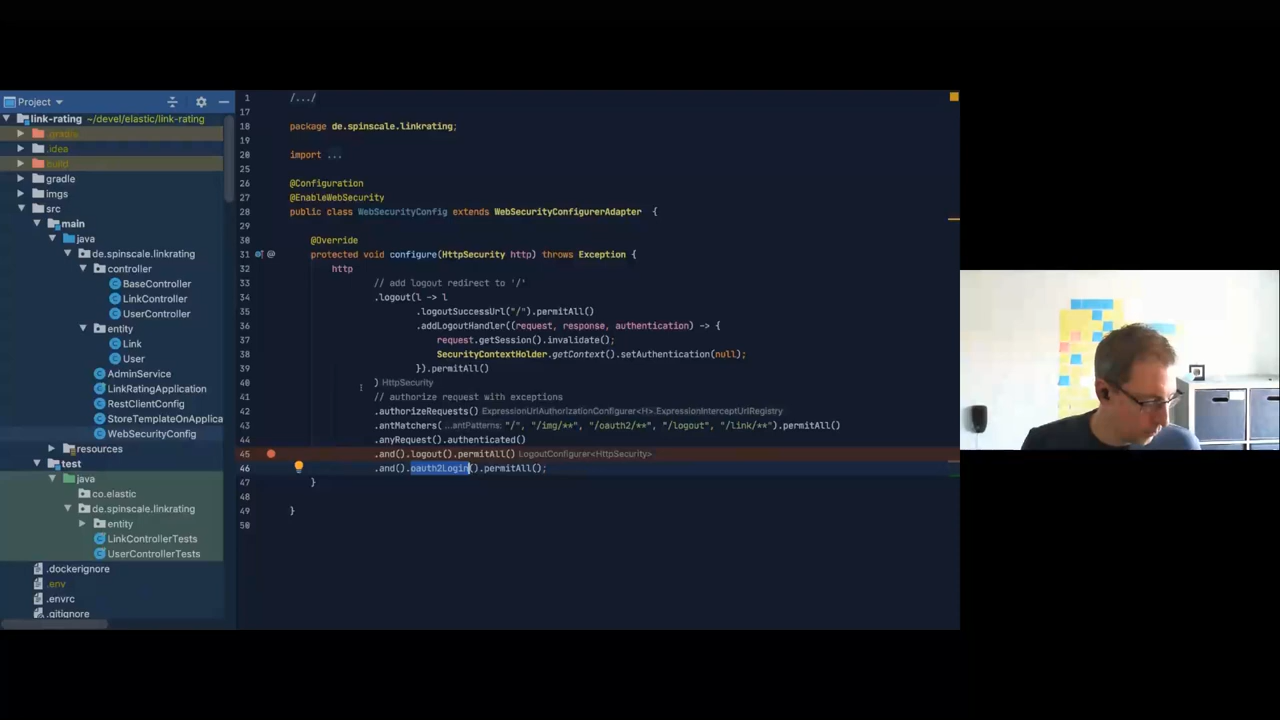 Project
link-rating ~/devel/elastic/link-rating
.gradle
.idea
build
gradle
imgs
src
main
java
de.spinscale.linkrating
controller
BaseController
LinkController
UserController
entity
Link
User
AdminService
LinkRatingApplication
RestClientConfig
StoreTemplateOnApplica
WebSecurityConfig
resources
test
java
co.elastic
de.spinscale.linkrating
entity
LinkControllerTests
UserControllerTests
.dockerignore
.env
.envrc
.gitignore
1 /.../
17
18 package de.spinscale.linkrating;
19
20 import ...
25
26 @Configuration
27 @EnableWebSecurity
28 public class WebSecurityConfig extends WebSecurityConfigurerAdapter {
29
30 @Override
31 @ protected void configure(HttpSecurity http) throws Exception {
32 http
33 // add logout redirect to '/'
34 .logout(l -> l
35 .logoutSuccessUrl("/").permitAll()
36 .addLogoutHandler((request, response, authentication) -> {
37 request.getSession().invalidate();
38 SecurityContextHolder.getContext().setAuthentication(null);
39 }).permitAll()
40 ) HttpSecurity
41 // authorize request with exceptions
42 .authorizeRequests() ExpressionUrlAuthorizationConfigurer<H>.ExpressionInterceptUrlRegistry
43 .antMatchers( ...antPatterns: "/", "/img/**", "/oauth2/**", "/logout", "/link/**").permitAll()
44 .anyRequest().authenticated()
45 .and().logout().permitAll() LogoutConfigurer<HttpSecurity>
46 .and().oauth2Login().permitAll();
47 }
48
49 }
50